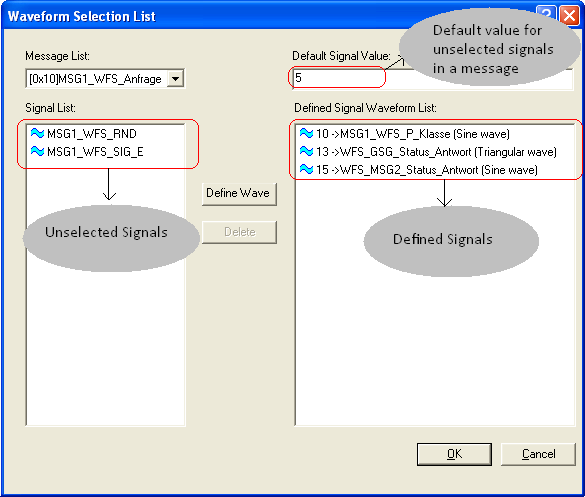 Waveform Selection List
?
Message List:
[0x10]MSG1_WFS_Anfrage
Default Signal Value:
5
Default value for
unselected signals
in a message
Signal List:
MSG1_WFS_RND
MSG1_WFS_SIG_E
Unselected Signals
Define Wave
Delete
Defined Signal Waveform List:
10 ->MSG1_WFS_P_Klasse (Sine wave)
13 ->WFS_GSG_Status_Antwort (Triangular wave)
15 ->WFS_MSG2_Status_Antwort (Sine wave)
Defined Signals
OK
Cancel